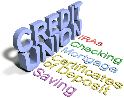 CREDIT
UNION
IRAs
Checking
Mortgage
Certificates
of Deposit
Saving